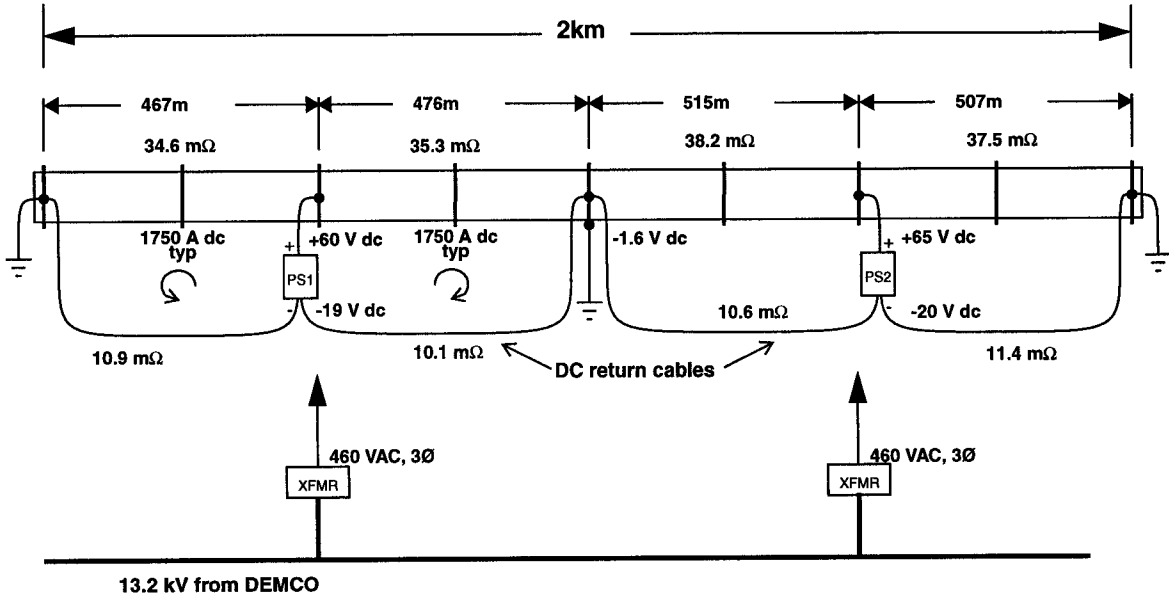 2km
467m
476m
515m
507m
34.6 mΩ
35.3 mΩ
38.2 mΩ
37.5 mΩ
1750 A dc
typ
+60 V dc
1750 A dc
typ
-1.6 V dc
+65 V dc
+
PS1
-
-19 V dc
+
PS2
-
-20 V dc
10.9 mΩ
10.1 mΩ
10.6 mΩ
11.4 mΩ
DC return cables
460 VAC, 3Ø
XFMR
460 VAC, 3Ø
XFMR
13.2 kV from DEMCO